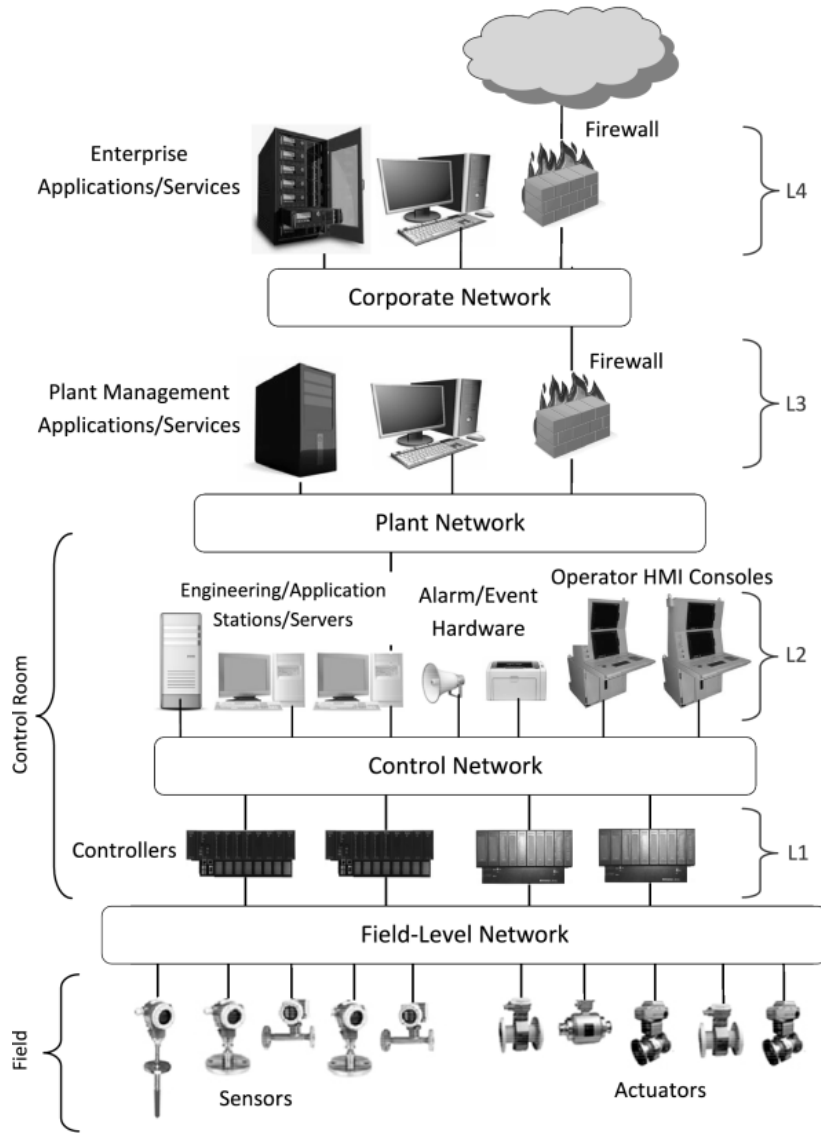 Firewall
Enterprise
Applications/Services
L4
Corporate Network
Firewall
Plant Management
Applications/Services
L3
Plant Network
Control Room
Engineering/Application
Stations/Servers
Alarm/Event
Hardware
Operator HMI Consoles
L2
Control Network
Controllers
L1
Field-Level Network
Field
Sensors
Actuators